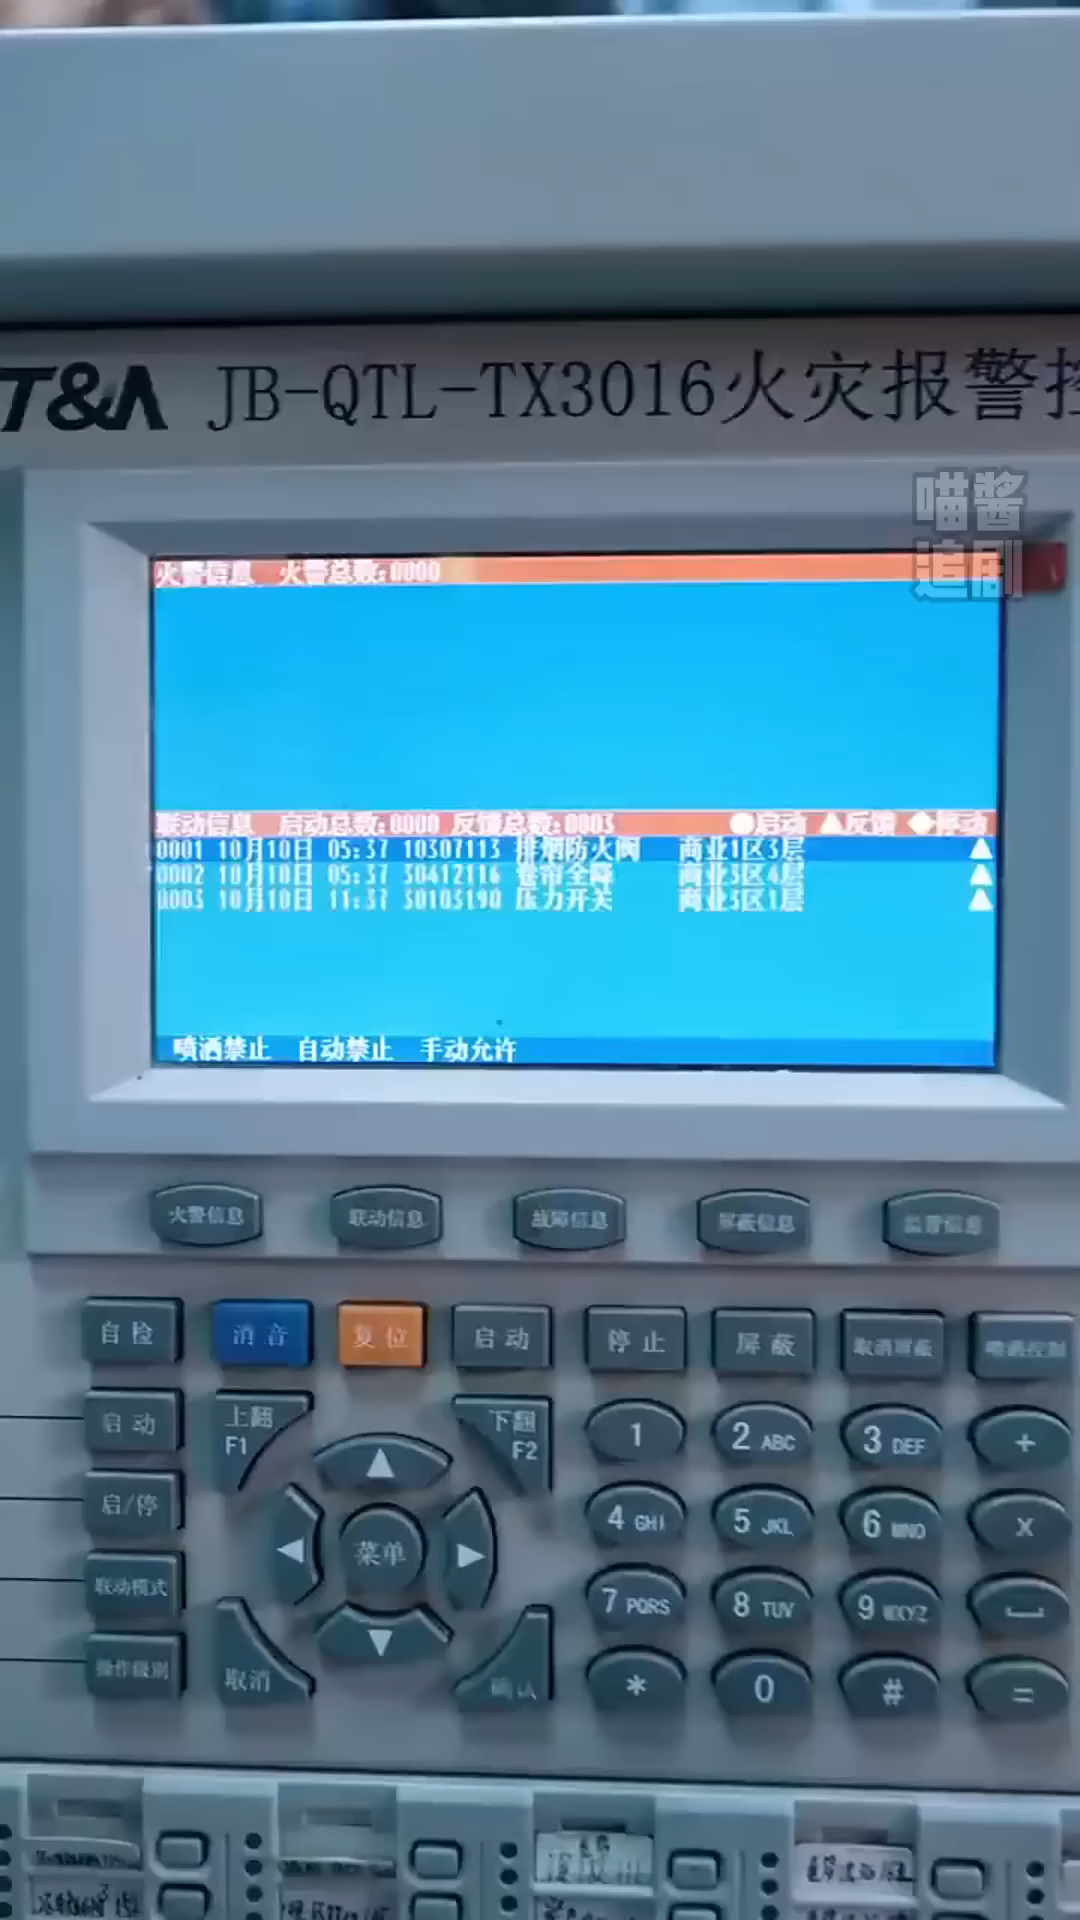 T&A JB-QTL-TX3016火灾报警控
喵酱
追剧
火警信息 火警总数:0000
联动信息 启动总数:0000 反馈总数:0003 ●启动 ▲反馈 ◆停动
0001 10月10日 05:37 10307113 排烟防火阀 商业1区3层 ▲
0002 10月10日 05:37 30412116 卷帘全降 商业3区4层 ▲
0003 10月10日 11:37 30103190 压力开关 商业3区1层 ▲
喷洒禁止 自动禁止 手动允许
火警信息 联动信息 故障信息 屏蔽信息 监管信息
自检 消音 复位 启动 停止 屏蔽 取消屏蔽 喷洒控制
启动 上翻 F1 下翻 F2 1 2 ABC 3 DEF +
启/停 ▲ 4 GHI 5 JKL 6 MNO x
◀ 菜单 ▶
联动模式 7 PQRS 8 TUV 9 WXYZ
▼
操作级别 取消 确认 * 0 # =